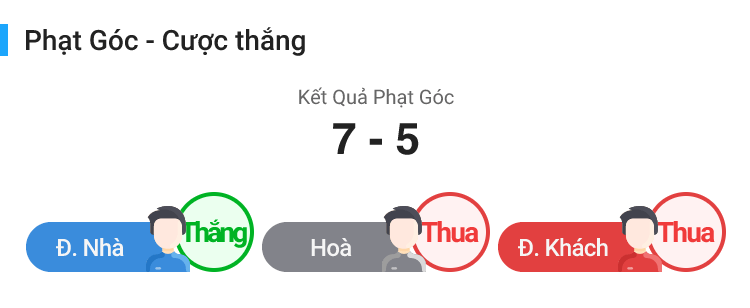 Phạt Góc - Cược thắng
Kết Quả Phạt Góc
7 - 5
Đ. Nhà Thắng Hoà Thua Đ. Khách Thua